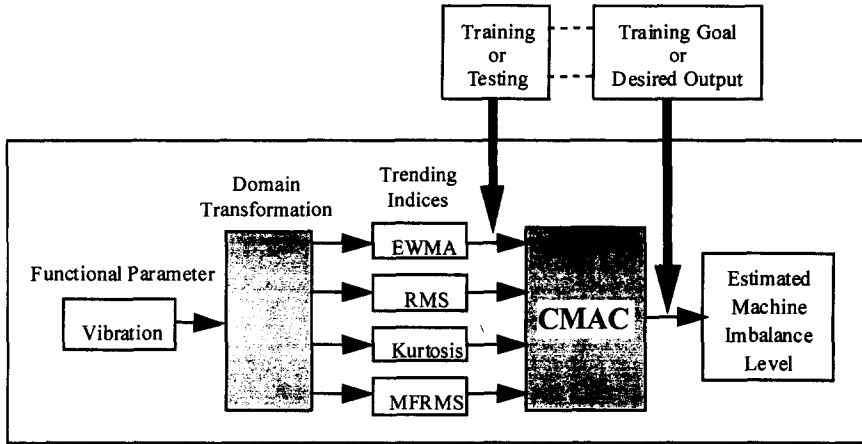 Training
or
Testing
Training Goal
or
Desired Output
Domain
Transformation
Trending
Indices
Functional Parameter
Vibration
EWMA
RMS
Kurtosis
MFRMS
CMAC
Estimated
Machine
Imbalance
Level